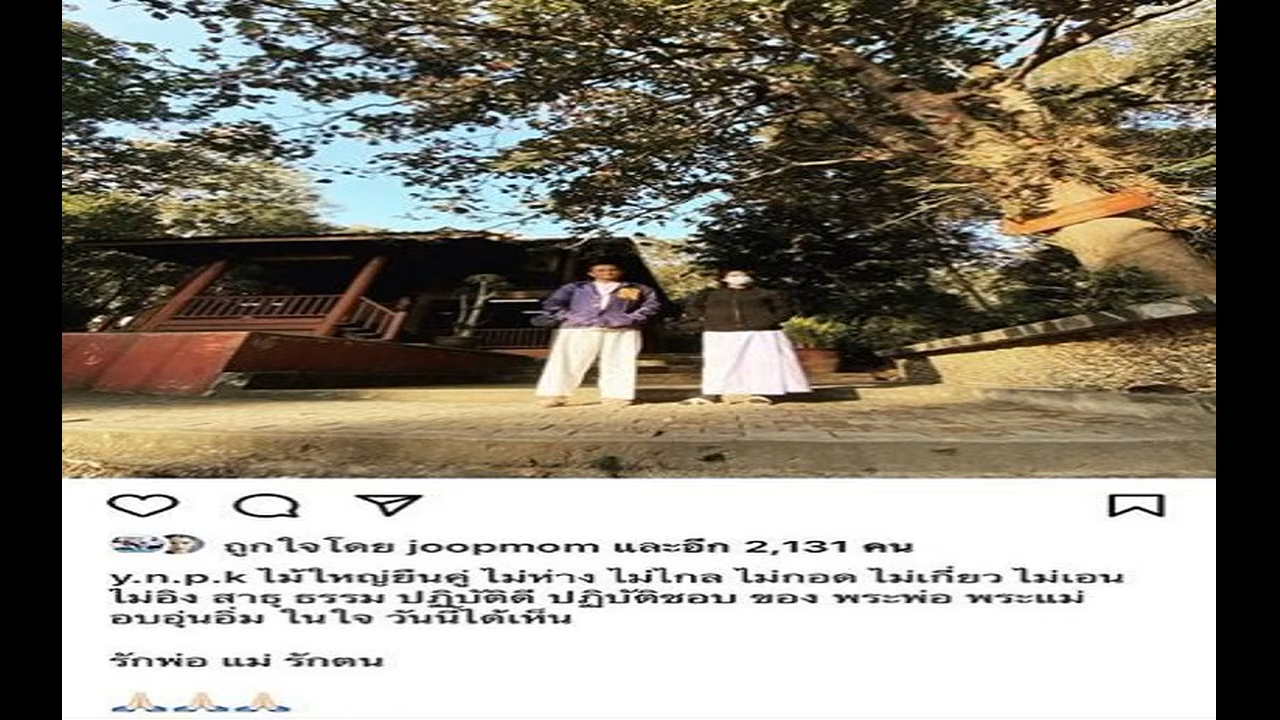 ถูกใจโดย joopmom และอีก 2,131 คน
y.n.p.k ไม้ใหญ่ยืนคู่ ไม่ห่าง ไม่ไกล ไม่กอด ไม่เกี่ยว ไม่เอน
ไม่อิง สาธุ ธรรม ปฏิบัติดี ปฏิบัติชอบ ของ พระพ่อ พระแม่
อบอุ่นอิ่ม ในใจ วันนี้ได้เห็น
รักพ่อ แม่ รักตน
🙏🏻🙏🏻🙏🏻